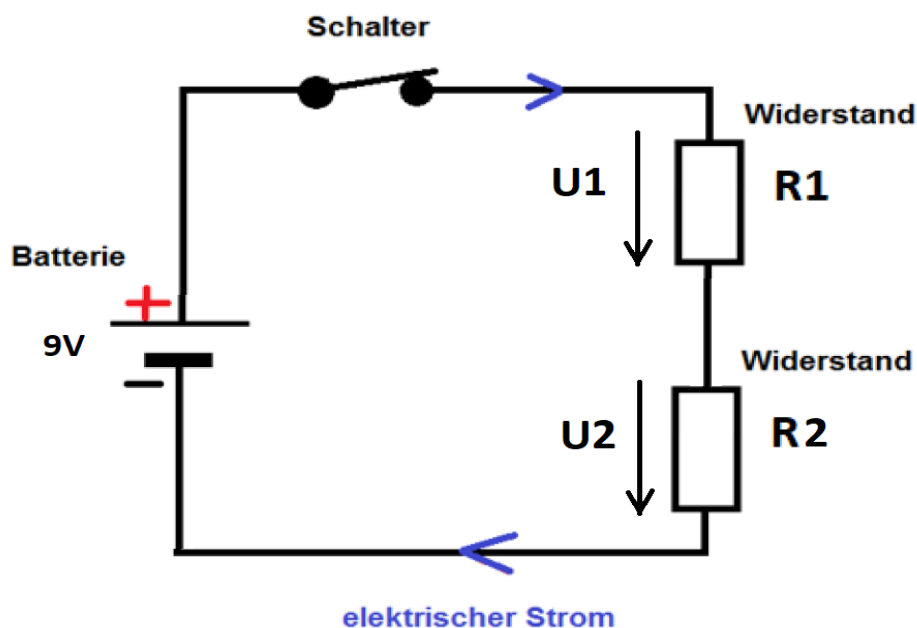 Schalter
Widerstand
U1
R1
Batterie
+
9V
Widerstand
-
U2
R2
elektrischer Strom